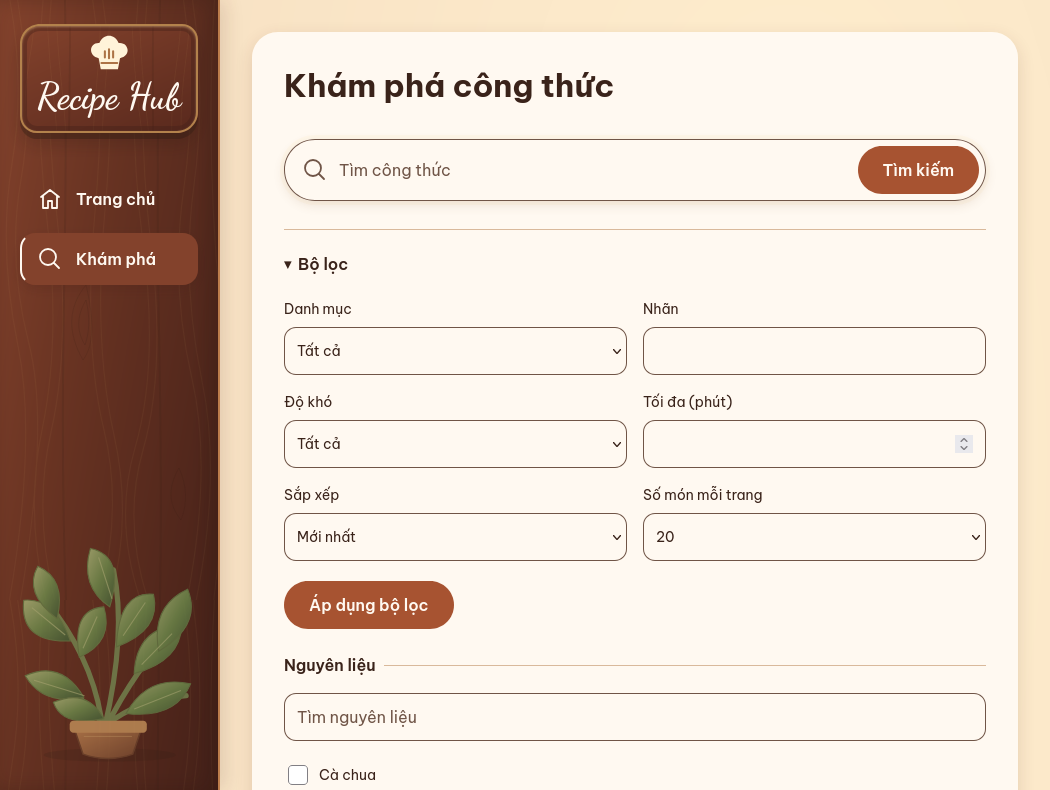 Recipe Hub
Trang chủ
Khám phá
Khám phá công thức
Tìm công thức
Tìm kiếm
▾ Bộ lọc
Danh mục
Nhãn
Tất cả
Độ khó
Tối đa (phút)
Tất cả
Sắp xếp
Số món mỗi trang
Mới nhất
20
Áp dụng bộ lọc
Nguyên liệu
Tìm nguyên liệu
Cà chua